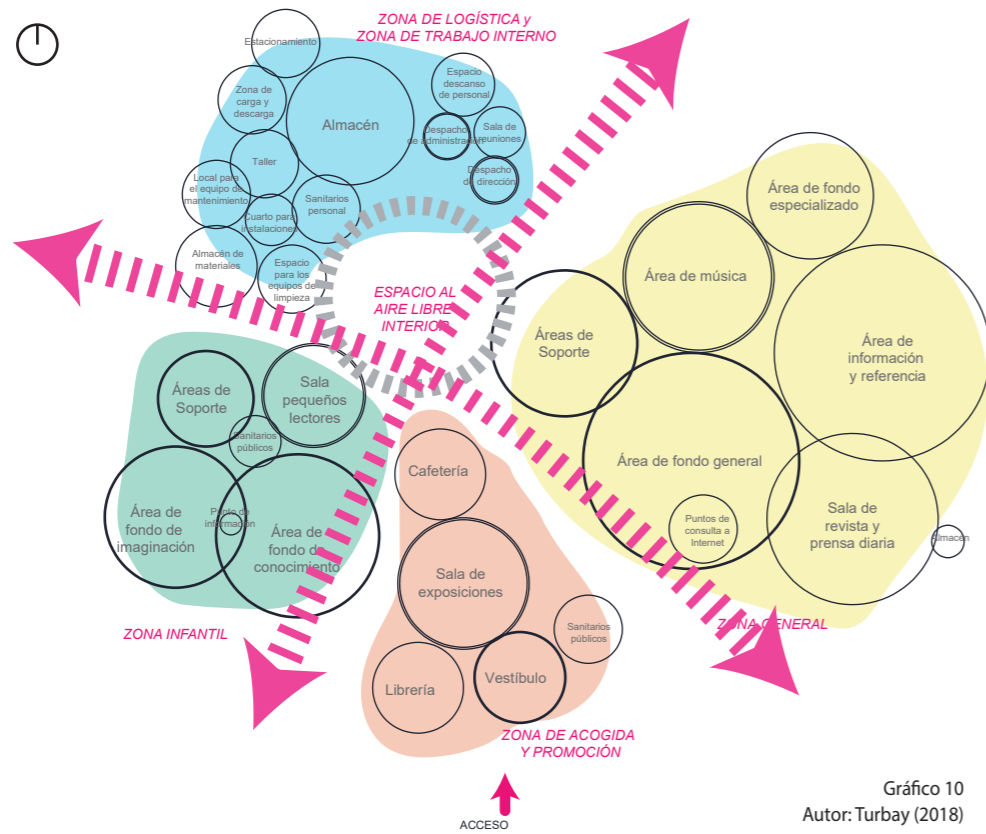 ZONA DE LOGÍSTICA y
ZONA DE TRABAJO INTERNO
Estacionamiento
Zona de
carga y
descarga
Almacén
Espacio
descanso
de personal
Despacho
de administración
Sala de
reuniones
Despacho
de dirección
Taller
Local para
el equipo de
mantenimiento
Sanitarios
personal
Cuarto para
instalaciones
Almacén de
materiales
Espacio
para los
equipos de
limpieza
ESPACIO AL
AIRE LIBRE
INTERIOR
Área de fondo
especializado
Área de música
Áreas de
Soporte
Área de
información
y referencia
Área de fondo general
Puntos de
consulta a
Internet
Sala de
revista y
prensa diaria
Almacén
ZONA GENERAL
Áreas de
Soporte
Sala
pequeños
lectores
Sanitarios
públicos
Área de
fondo de
imaginación
Punto de
información
Área de
fondo de
conocimiento
ZONA INFANTIL
Cafetería
Sala de
exposiciones
Sanitarios
públicos
Librería
Vestíbulo
ZONA DE ACOGIDA
Y PROMOCIÓN
ACCESO
Gráfico 10
Autor: Turbay (2018)